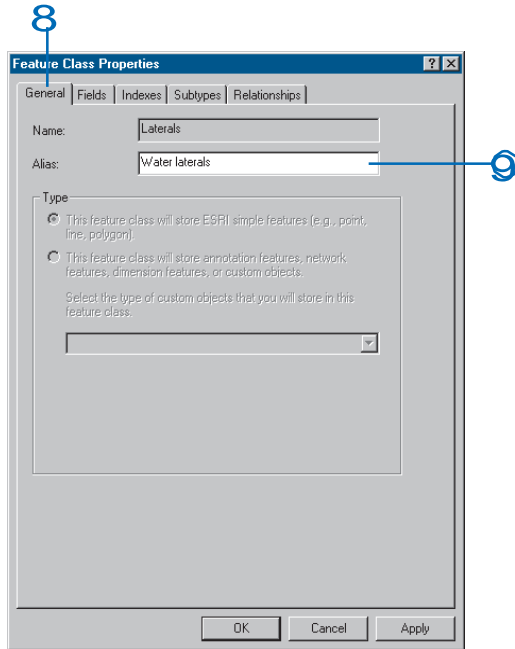 8
Feature Class Properties
General Fields Indexes Subtypes Relationships
Name: Laterals
Alias: Water laterals
9
Type
This feature class will store ESRI simple features (e.g., point,
line, polygon).
This feature class will store annotation features, network
features, dimension features, or custom objects.
Select the type of custom objects that you will store in this
feature class.
OK Cancel Apply